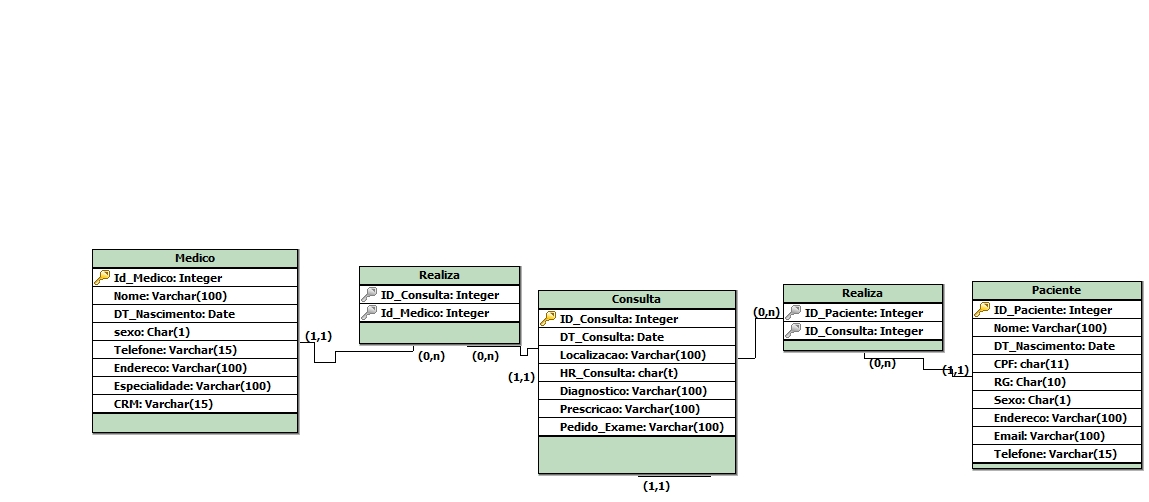 Medico
Id_Medico: Integer
Nome: Varchar(100)
DT_Nascimento: Date
sexo: Char(1)
Telefone: Varchar(15)
Endereco: Varchar(100)
Especialidade: Varchar(100)
CRM: Varchar(15)
(1,1)
Realiza
ID_Consulta: Integer
Id_Medico: Integer
(0,n)
(0,n)
(1,1)
Consulta
ID_Consulta: Integer
DT_Consulta: Date
Localizacao: Varchar(100)
HR_Consulta: char(t)
Diagnostico: Varchar(100)
Prescricao: Varchar(100)
Pedido_Exame: Varchar(100)
(1,1)
(0,n)
Realiza
ID_Paciente: Integer
ID_Consulta: Integer
(0,n)
(1,1)
Paciente
ID_Paciente: Integer
Nome: Varchar(100)
DT_Nascimento: Date
CPF: char(11)
RG: Char(10)
Sexo: Char(1)
Endereco: Varchar(100)
Email: Varchar(100)
Telefone: Varchar(15)